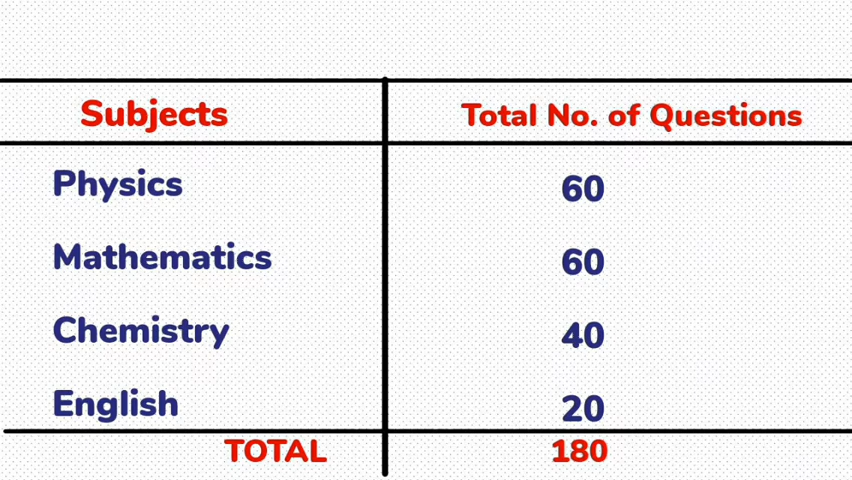 Subjects Total No. of Questions
Physics 60
Mathematics 60
Chemistry 40
English 20
TOTAL 180